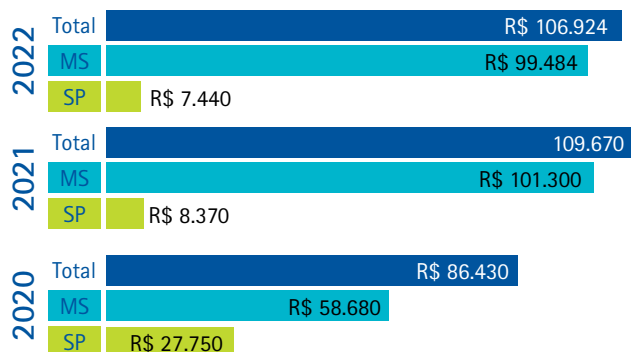 2022
Total R$ 106.924
MS R$ 99.484
SP R$ 7.440
2021
Total 109.670
MS R$ 101.300
SP R$ 8.370
2020
Total R$ 86.430
MS R$ 58.680
SP R$ 27.750